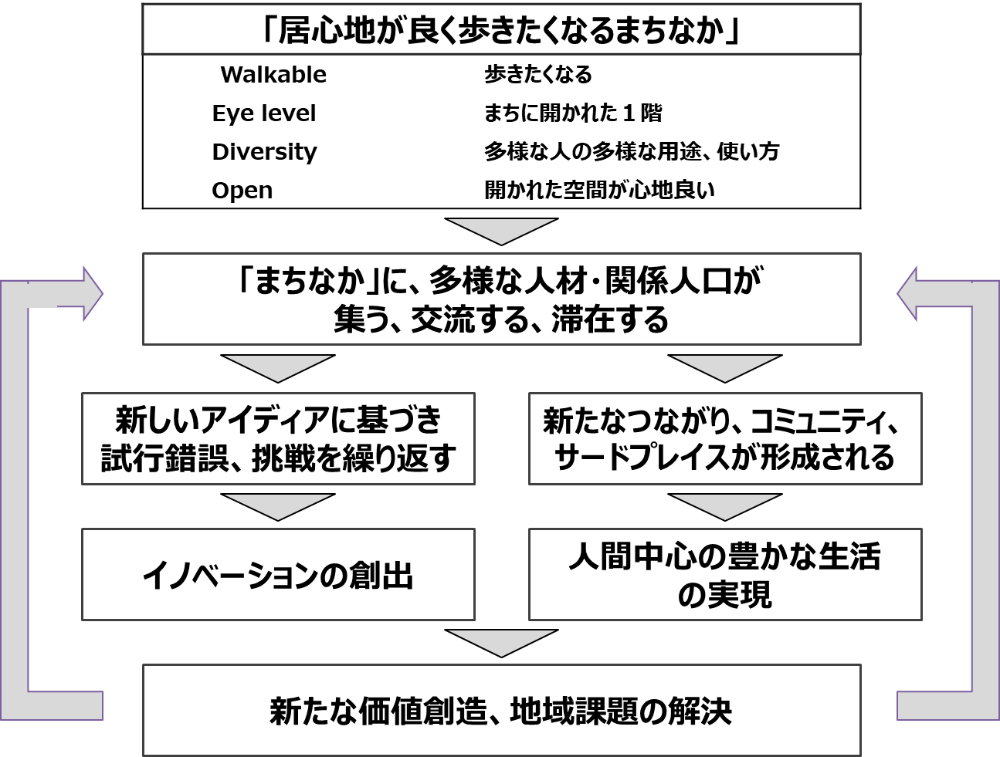 「居心地が良く歩きたくなるまちなか」
Walkable 歩きたくなる
Eye level まちに開かれた１階
Diversity 多様な人の多様な用途、使い方
Open 開かれた空間が心地良い
「まちなか」に、多様な人材・関係人口が
集う、交流する、滞在する
新しいアイディアに基づき
試行錯誤、挑戦を繰り返す
新たなつながり、コミュニティ、
サードプレイスが形成される
イノベーションの創出
人間中心の豊かな生活
の実現
新たな価値創造、地域課題の解決